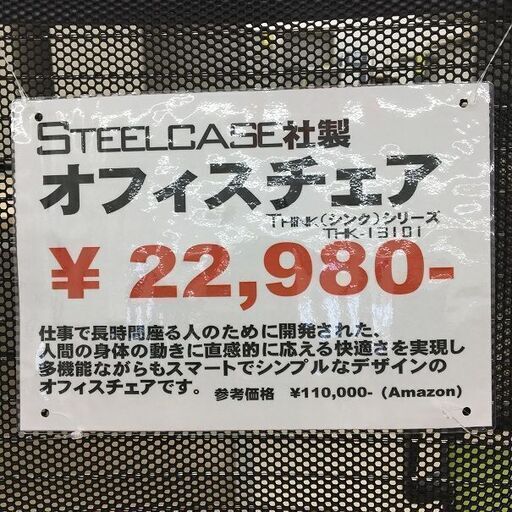 STEELCASE社製
オフィスチェア
THINK(シンク)シリーズ
THK-13101
¥ 22,980-
仕事で長時間座る人のために開発された、
人間の身体の動きに直感的に応える快適さを実現し
多機能ながらもスマートでシンプルなデザインの
オフィスチェアです。 参考価格 ¥110,000-(Amazon)